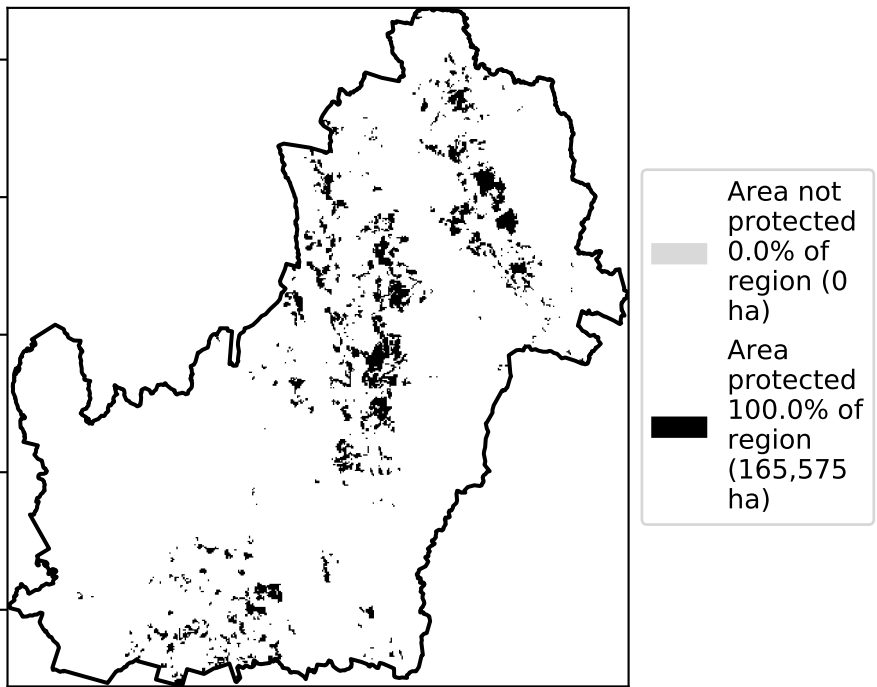 Area not
protected
0.0% of
region (0
ha)
Area
protected
100.0% of
region
(165,575
ha)